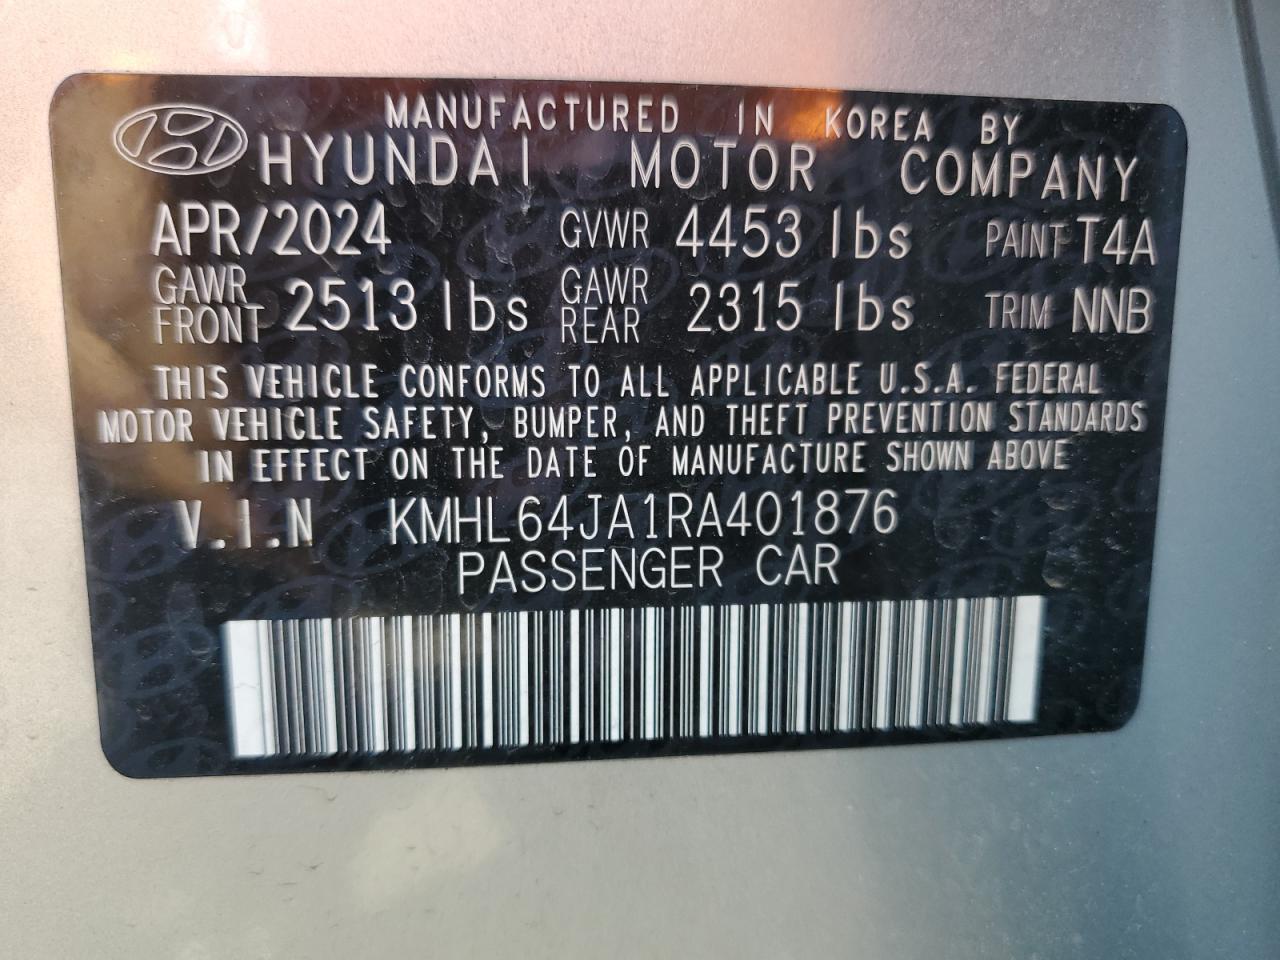 MANUFACTURED IN KOREA BY
HYUNDAI MOTOR COMPANY
APR/2024 GVWR 4453 lbs PAINT T4A
GAWR FRONT 2513 lbs GAWR REAR 2315 lbs TRIM NNB
THIS VEHICLE CONFORMS TO ALL APPLICABLE U.S.A. FEDERAL
MOTOR VEHICLE SAFETY, BUMPER, AND THEFT PREVENTION STANDARDS
IN EFFECT ON THE DATE OF MANUFACTURE SHOWN ABOVE
V.I.N KMHL64JA1RA401876
PASSENGER CAR